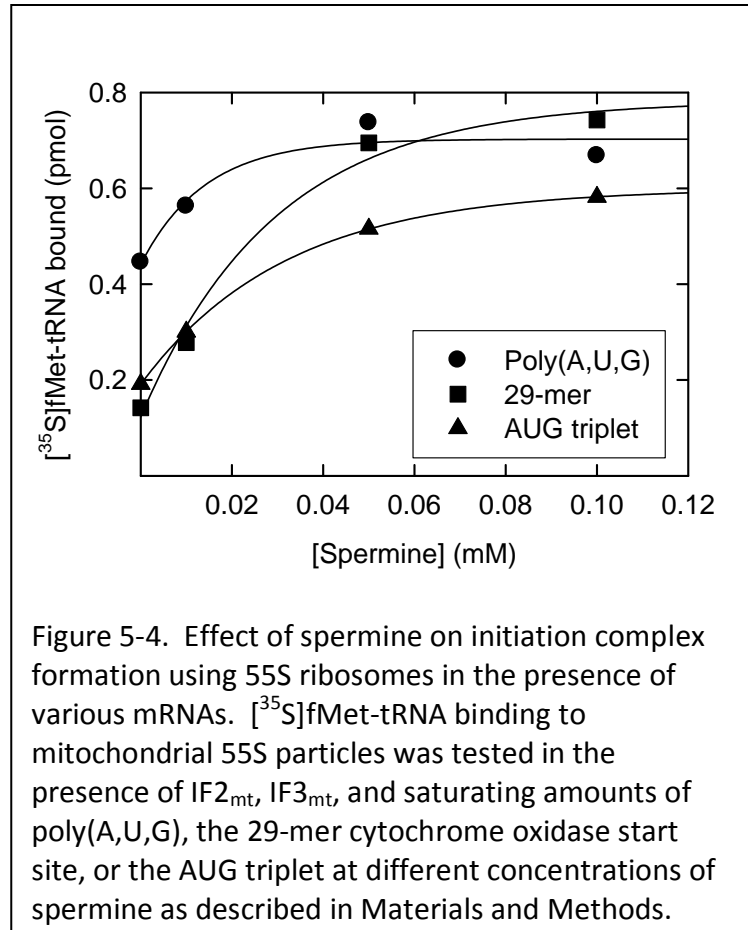 0.8
0.6
0.4
0.2
[³⁵S]fMet-tRNA bound (pmol)
Poly(A,U,G)
29-mer
AUG triplet
0.02 0.04 0.06 0.08 0.10 0.12
[Spermine] (mM)
Figure 5-4. Effect of spermine on initiation complex
formation using 55S ribosomes in the presence of
various mRNAs. [³⁵S]fMet-tRNA binding to
mitochondrial 55S particles was tested in the
presence of IF2mt, IF3mt, and saturating amounts of
poly(A,U,G), the 29-mer cytochrome oxidase start
site, or the AUG triplet at different concentrations of
spermine as described in Materials and Methods.